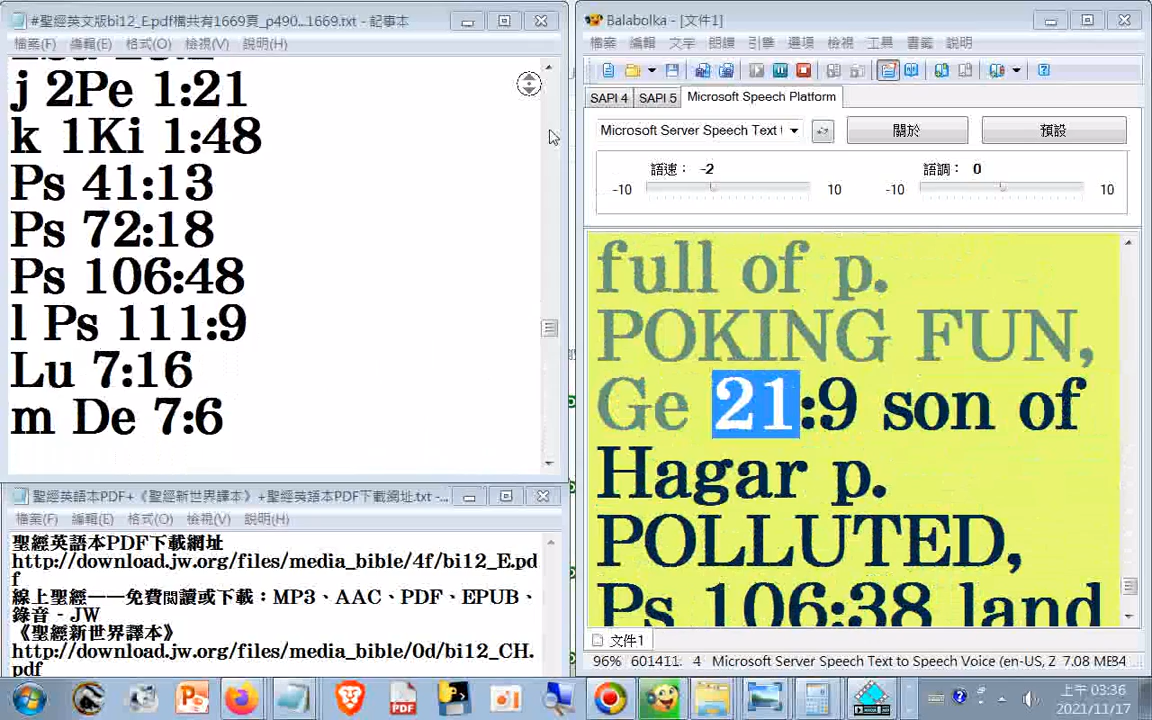 #聖經英文版bi12_E.pdf檔共有1669頁_p490...1669.txt - 記事本
檔案(F) 編輯(E) 格式(O) 檢視(V) 說明(H)
j 2Pe 1:21
k 1Ki 1:48
Ps 41:13
Ps 72:18
Ps 106:48
l Ps 111:9
Lu 7:16
m De 7:6
聖經英語本PDF+《聖經新世界譯本》+聖經英語本PDF下載網址.txt -...
檔案(F) 編輯(E) 格式(O) 檢視(V) 說明(H)
聖經英語本PDF下載網址
http://download.jw.org/files/media_bible/4f/bi12_E.pd
f
線上聖經——免費閱讀或下載：MP3、AAC、PDF、EPUB、
錄音 - JW
《聖經新世界譯本》
http://download.jw.org/files/media_bible/0d/bi12_CH.
pdf
Balabolka - [文件1]
檔案 編輯 文字 朗讀 引擎 選項 檢視 工具 書籤 說明
SAPI 4 SAPI 5 Microsoft Speech Platform
Microsoft Server Speech Text 關於 預設
語速： -2 語調： 0
-10 10 -10 10
full of p.
POKING FUN,
Ge 21:9 son of
Hagar p.
POLLUTED,
Ps 106:38 land
文件1
96% 601411. 4 Microsoft Server Speech Text to Speech Voice (en-US, Z 7.08 MB
PDF
上午 03:36
2021/11/17